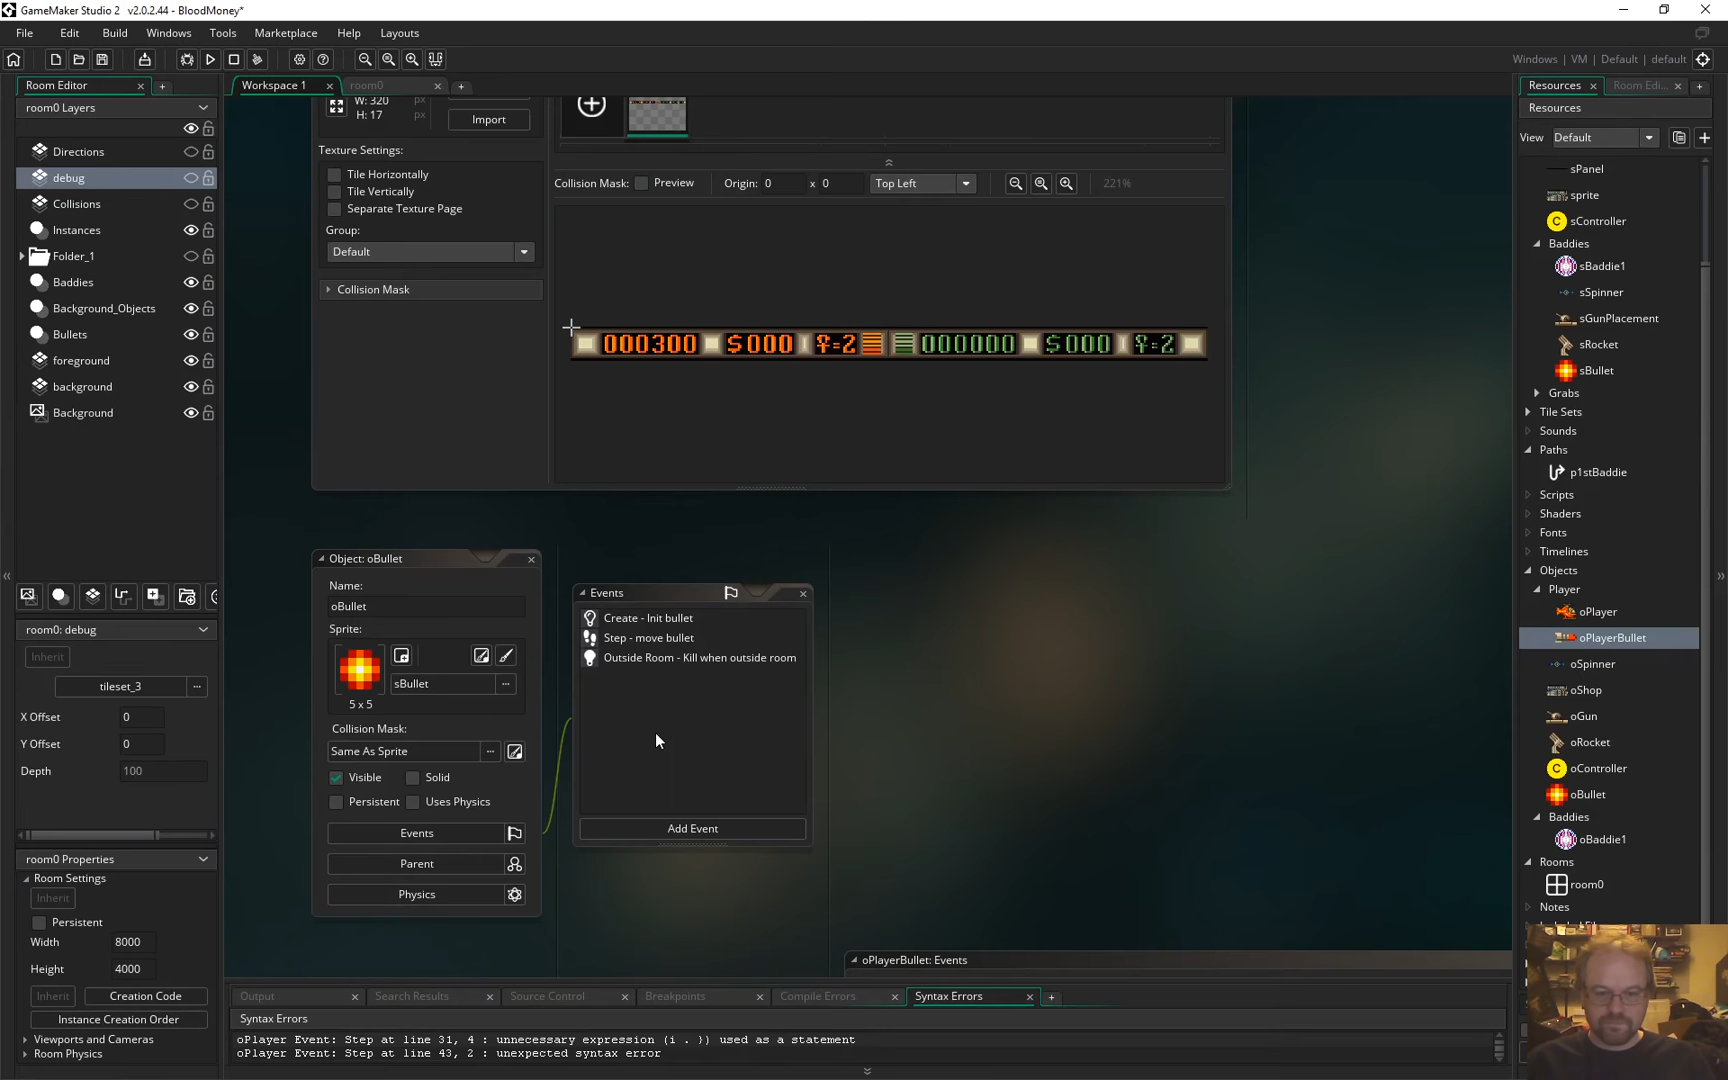 GameMaker Studio 2 v2.0.2.44 - BloodMoney*
File Edit Build Windows Tools Marketplace Help Layouts
Windows | VM | Default | default
Room Editor
room0 Layers
Directions
debug
Collisions
Instances
Folder_1
Baddies
Background_Objects
Bullets
foreground
background
Background
room0: debug
Inherit
tileset_3 ...
X Offset 0
Y Offset 0
Depth 100
room0 Properties
Room Settings
Inherit
Persistent
Width 8000
Height 4000
Inherit Creation Code
Instance Creation Order
Viewports and Cameras
Room Physics
Workspace 1 room0
W: 320 px
H: 17 px
Import
Texture Settings:
Tile Horizontally
Tile Vertically
Separate Texture Page
Group:
Default
Collision Mask
Collision Mask: Preview Origin: 0 x 0 Top Left 221%
000300 $000 =2 000000 $000 =2
Object: oBullet
Name:
oBullet
Sprite:
sBullet ...
5 x 5
Collision Mask:
Same As Sprite ...
Visible Solid
Persistent Uses Physics
Events
Parent
Physics
Events
Create - Init bullet
Step - move bullet
Outside Room - Kill when outside room
Add Event
oPlayerBullet: Events
Output Search Results Source Control Breakpoints Compile Errors Syntax Errors
Syntax Errors
oPlayer Event: Step at line 31, 4 : unnecessary expression (i . )) used as a statement
oPlayer Event: Step at line 43, 2 : unexpected syntax error
Resources Room Edi...
Resources
View Default
sPanel
sprite
sController
Baddies
sBaddie1
sSpinner
sGunPlacement
sRocket
sBullet
Grabs
Tile Sets
Sounds
Paths
p1stBaddie
Scripts
Shaders
Fonts
Timelines
Objects
Player
oPlayer
oPlayerBullet
oSpinner
oShop
oGun
oRocket
oController
oBullet
Baddies
oBaddie1
Rooms
room0
Notes